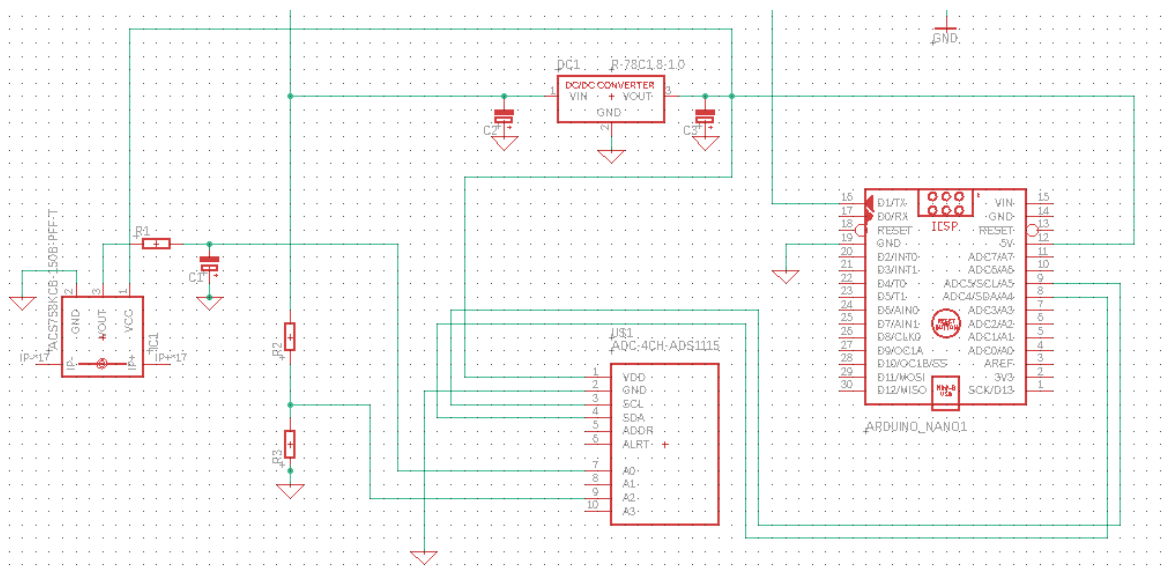 GND
DC1 R-78C1.8-1.0
DC/DC CONVERTER
1 VIN VOUT 3
GND
2
C2
C3
ACS758KCB-150B-PFF-T
R1
C1
2 3 1
GND VOUT VCC
IC1
IP-*17 IP- IP+*17
R2
R3
U$1
ADC-4CH-ADS1115
1 VDD
2 GND
3 SCL
4 SDA
5 ADDR
6 ALRT
7 A0
8 A1
9 A2
10 A3
16 D1/TX VIN 15
17 D0/RX GND 14
ICSP
18 RESET RESET 13
19 GND 5V 12
20 D2/INT0 ADC7/A7 11
21 D3/INT1 ADC6/A6 10
22 D4/T0 ADC5/SCL/A5 9
23 D5/T1 ADC4/SDA/A4 8
24 D6/AIN0 ADC3/A3 7
25 D7/AIN1 ADC2/A2 6
RESET
BUTTON
26 D8/CLK0 ADC1/A1 5
27 D9/OC1A ADC0/A0 4
28 D10/OC1B/SS AREF 3
29 D11/MOSI 3V3 2
30 D12/MISO SCK/D13 1
MINI-B
USB
ARDUINO_NANO1